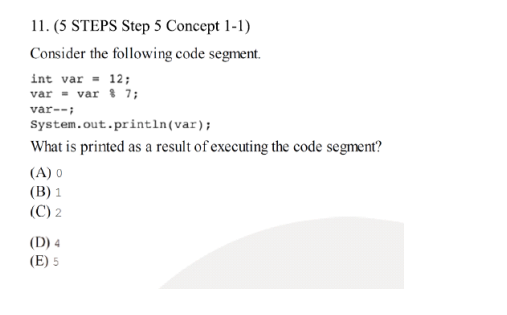 11. (5 STEPS Step 5 Concept 1-1)
Consider the following code segment.
int var = 12;
var = var % 7;
var--;
System.out.println(var);
What is printed as a result of executing the code segment?
(A) 0
(B) 1
(C) 2
(D) 4
(E) 5